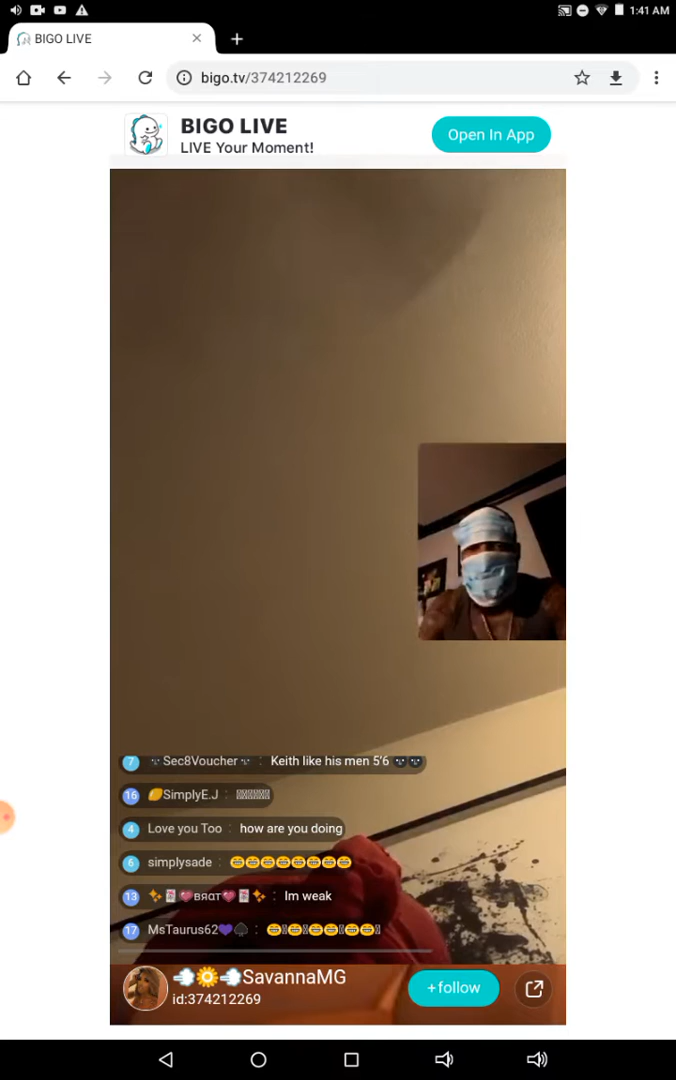 1:41 AM
BIGO LIVE
bigo.tv/374212269
BIGO LIVE
LIVE Your Moment!
Open In App
7 🌚Sec8Voucher🌚 : Keith like his men 5'6 🌚🌚
16 🍋SimplyE.J :
4 Love you Too : how are you doing
6 simplysade : 😂😂😂😂😂😂😂😂
13 ✨🃏💗вяαт💗🃏✨ : Im weak
17 MsTaurus62💜♠ : 😂😂😂😂😂😂
💨🌞💨SavannaMG
+follow
id:374212269